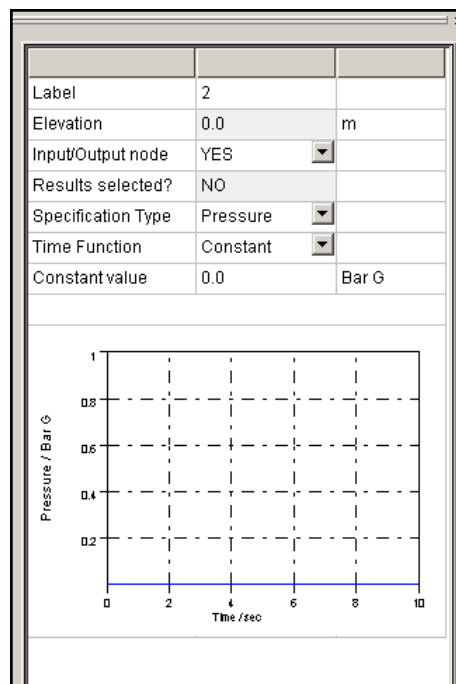 Label 2
Elevation 0.0 m
Input/Output node YES
Results selected? NO
Specification Type Pressure
Time Function Constant
Constant value 0.0 Bar G
1
0.8
0.6
0.4
0.2
Pressure / Bar G
0 2 4 6 8 10
Time /sec